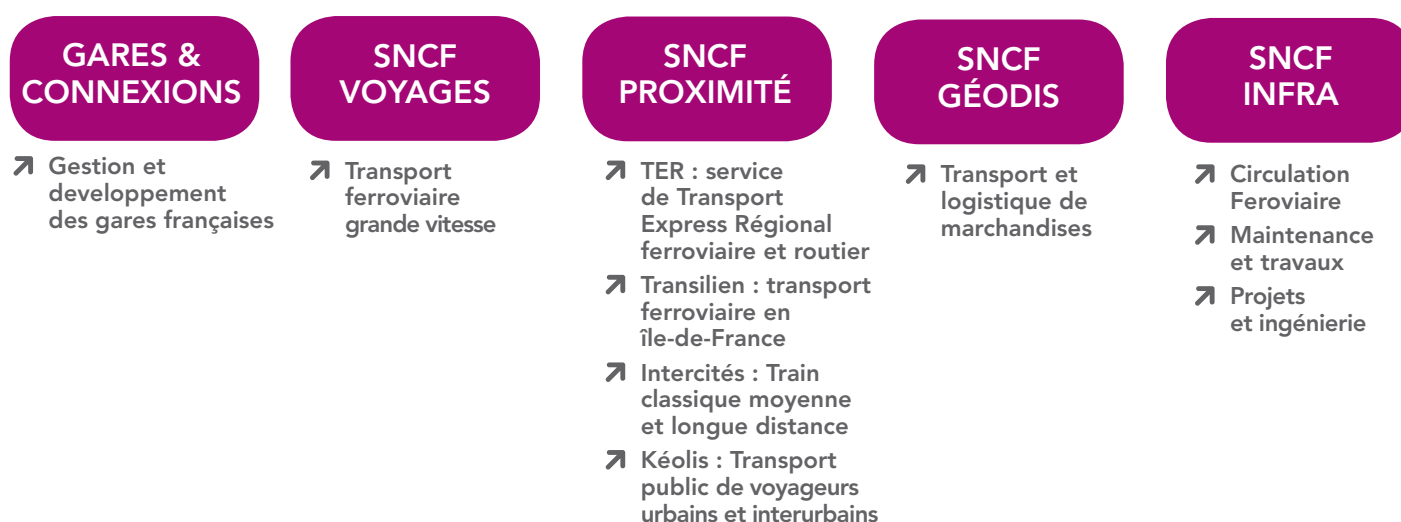 GARES &
CONNEXIONS
Gestion et
developpement
des gares françaises
SNCF
VOYAGES
Transport
ferroviaire
grande vitesse
SNCF
PROXIMITÉ
TER : service
de Transport
Express Régional
ferroviaire et routier
Transilien : transport
ferroviaire en
île-de-France
Intercités : Train
classique moyenne
et longue distance
Kéolis : Transport
public de voyageurs
urbains et interurbains
SNCF
GÉODIS
Transport et
logistique de
marchandises
SNCF
INFRA
Circulation
Feroviaire
Maintenance
et travaux
Projets
et ingénierie